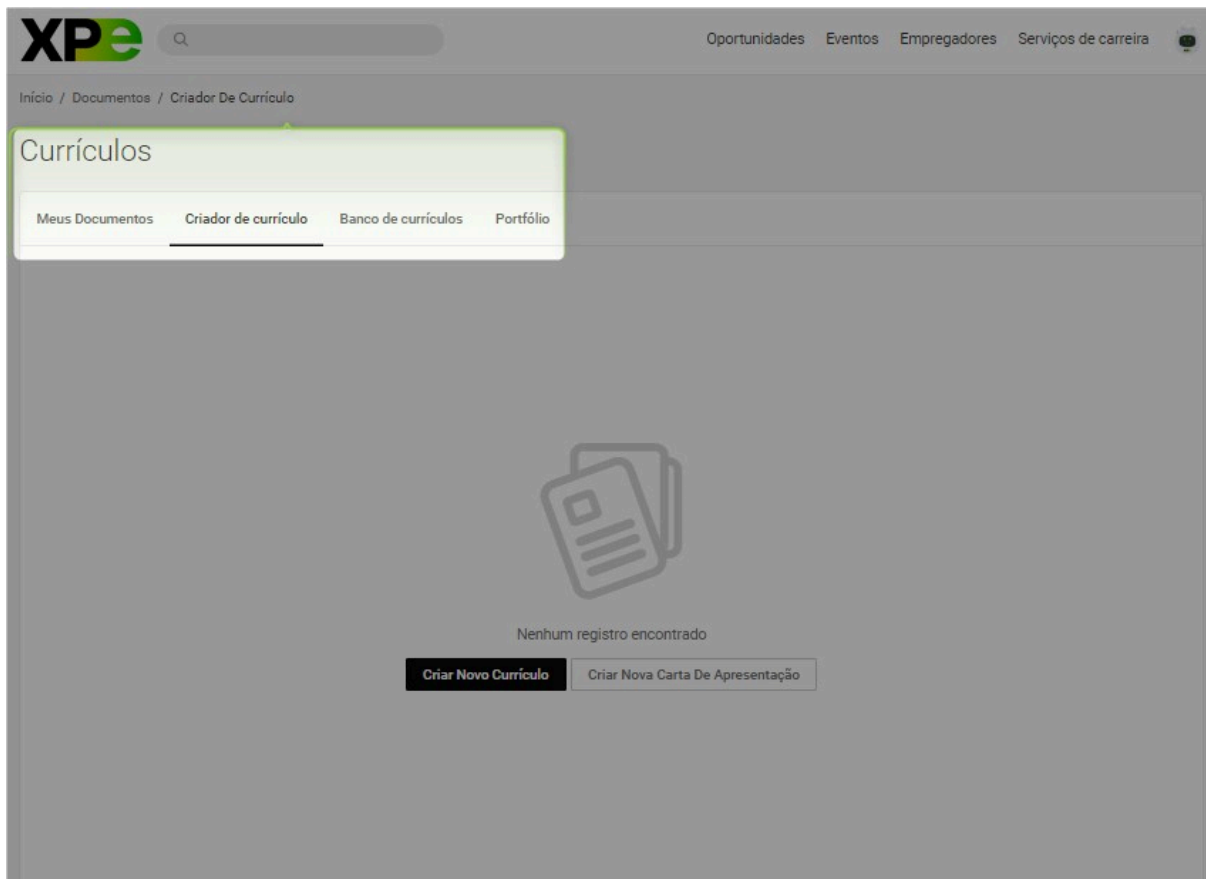 XPe
Oportunidades Eventos Empregadores Serviços de carreira
Início / Documentos / Criador De Currículo
Currículos
Meus Documentos Criador de currículo Banco de currículos Portfólio
Nenhum registro encontrado
Criar Novo Currículo Criar Nova Carta De Apresentação